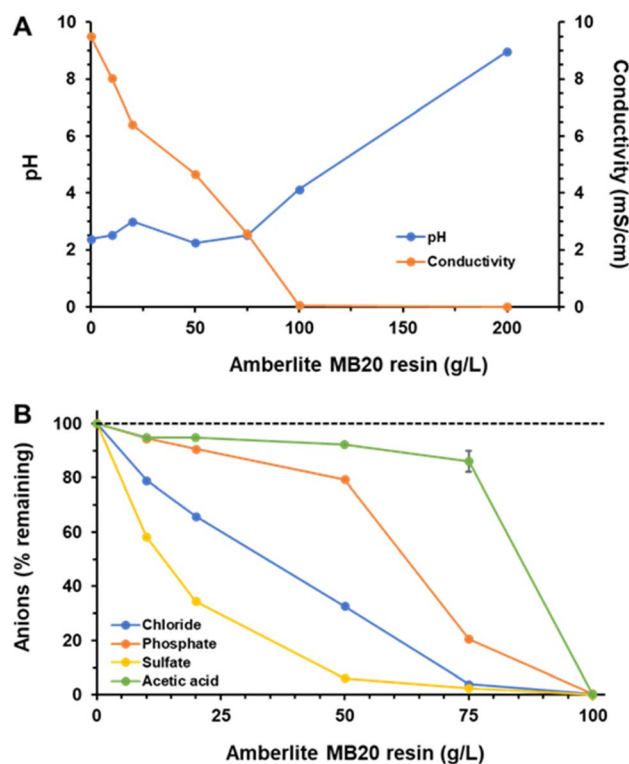 A
10
8
6
4
2
0
pH
10
8
6
4
2
0
Conductivity (mS/cm)
pH
Conductivity
0
50
100
150
200
Amberlite MB20 resin (g/L)
B
100
80
60
40
20
0
Anions (% remaining)
Chloride
Phosphate
Sulfate
Acetic acid
0
25
50
75
100
Amberlite MB20 resin (g/L)